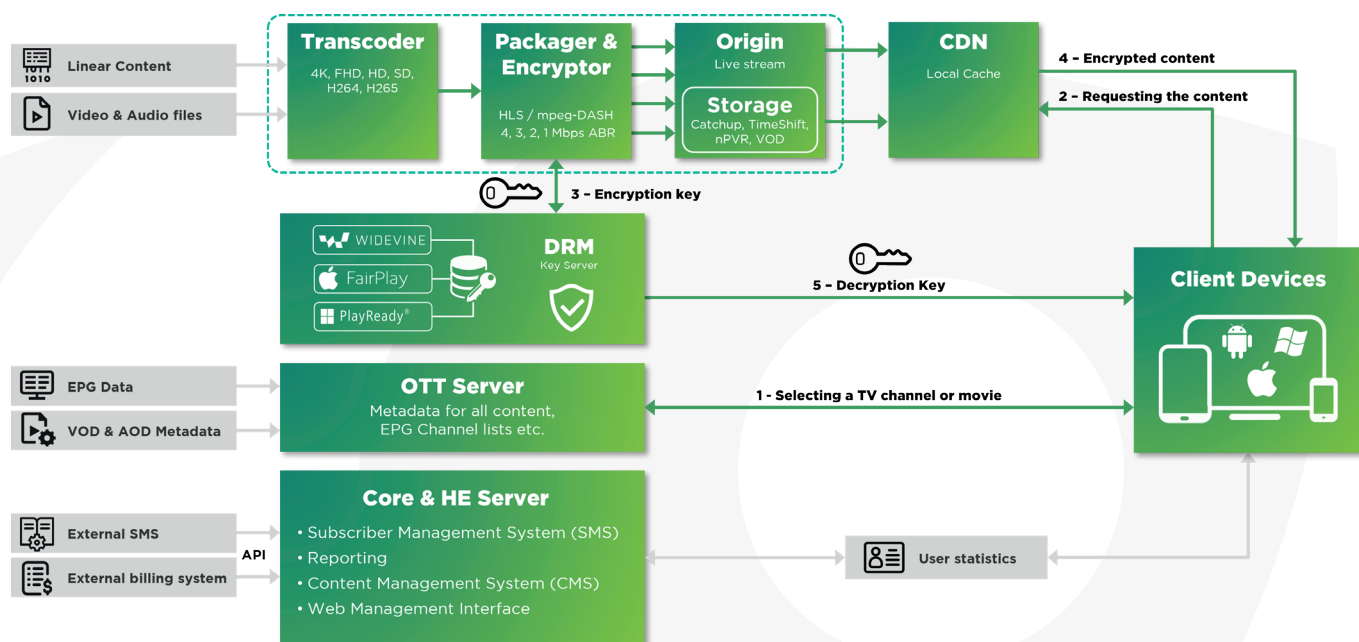 Linear Content
1011
1010
Video & Audio files
Transcoder
4K, FHD, HD, SD,
H264, H265
Packager &
Encryptor
HLS / mpeg-DASH
4, 3, 2, 1 Mbps ABR
Origin
Live stream
Storage
Catchup, TimeShift,
nPVR, VOD
CDN
Local Cache
4 – Encrypted content
2 – Requesting the content
3 – Encryption key
WIDEVINE
FairPlay
PlayReady®
DRM
Key Server
5 – Decryption Key
Client Devices
EPG Data
VOD & AOD Metadata
OTT Server
Metadata for all content,
EPG Channel lists etc.
1 - Selecting a TV channel or movie
External SMS
API
External billing system
Core & HE Server
• Subscriber Management System (SMS)
• Reporting
• Content Management System (CMS)
• Web Management Interface
User statistics